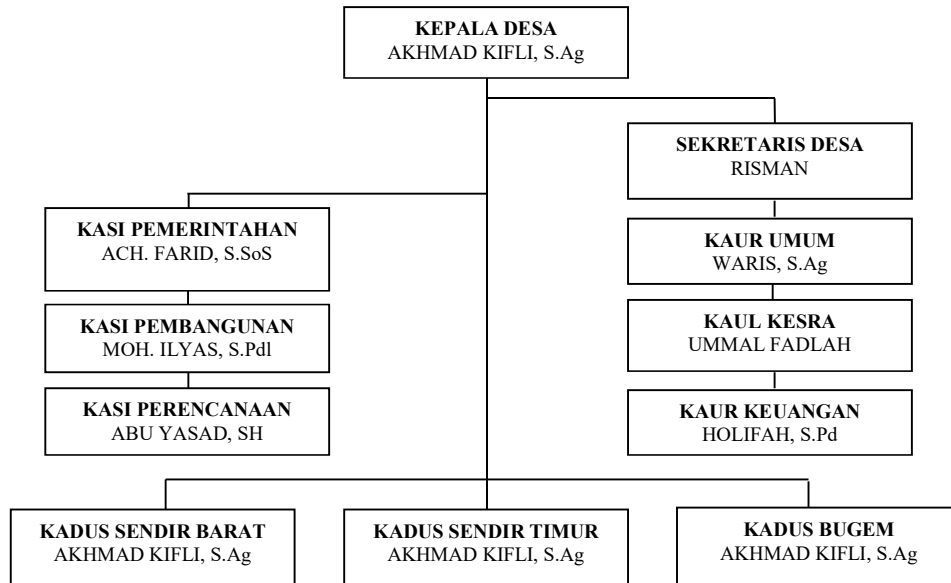 KEPALA DESA
AKHMAD KIFLI, S.Ag
SEKRETARIS DESA
RISMAN
KASI PEMERINTAHAN
ACH. FARID, S.SoS
KAUR UMUM
WARIS, S.Ag
KASI PEMBANGUNAN
MOH. ILYAS, S.Pdl
KAUL KESRA
UMMAL FADLAH
KASI PERENCANAAN
ABU YASAD, SH
KAUR KEUANGAN
HOLIFAH, S.Pd
KADUS SENDIR BARAT
AKHMAD KIFLI, S.Ag
KADUS SENDIR TIMUR
AKHMAD KIFLI, S.Ag
KADUS BUGEM
AKHMAD KIFLI, S.Ag